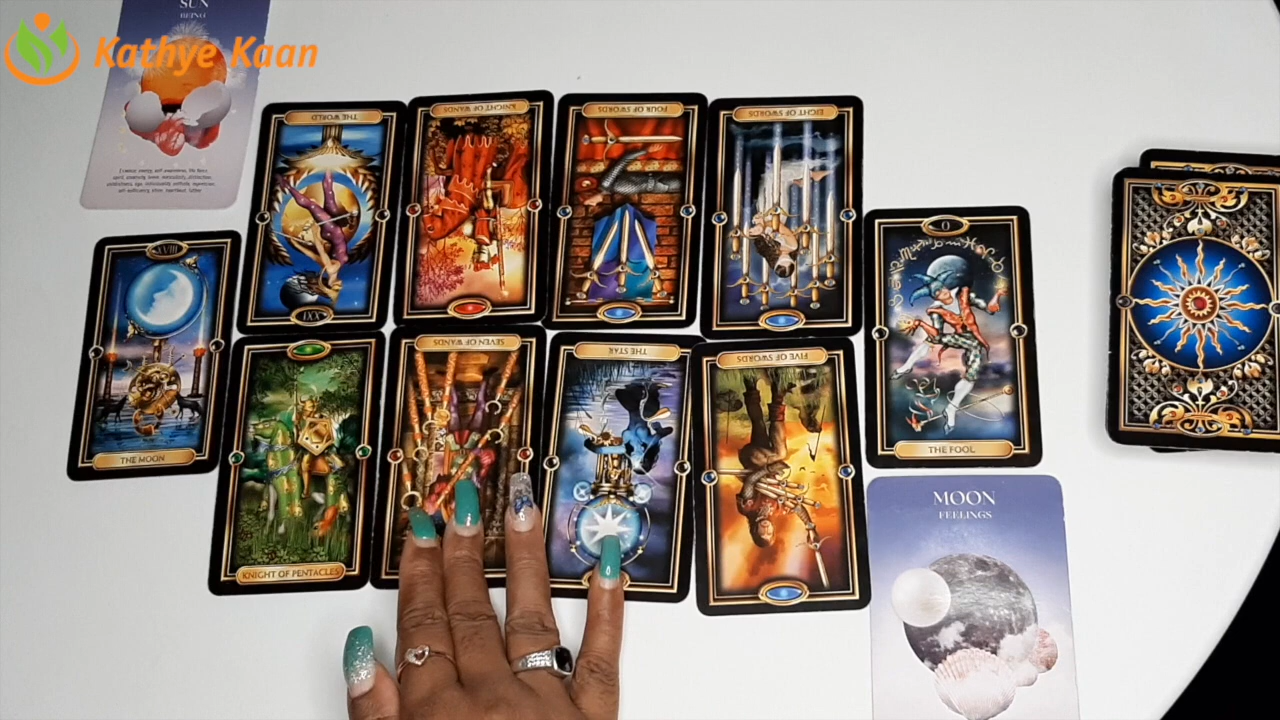 SUN
BEING
Kathye Kaan
THE WORLD
XXI
KNIGHT OF WANDS
FOUR OF SWORDS
EIGHT OF SWORDS
XVIII
THE MOON
0
THE FOOL
KNIGHT OF PENTACLES
SEVEN OF WANDS
THE STAR
FIVE OF SWORDS
MOON
FEELINGS